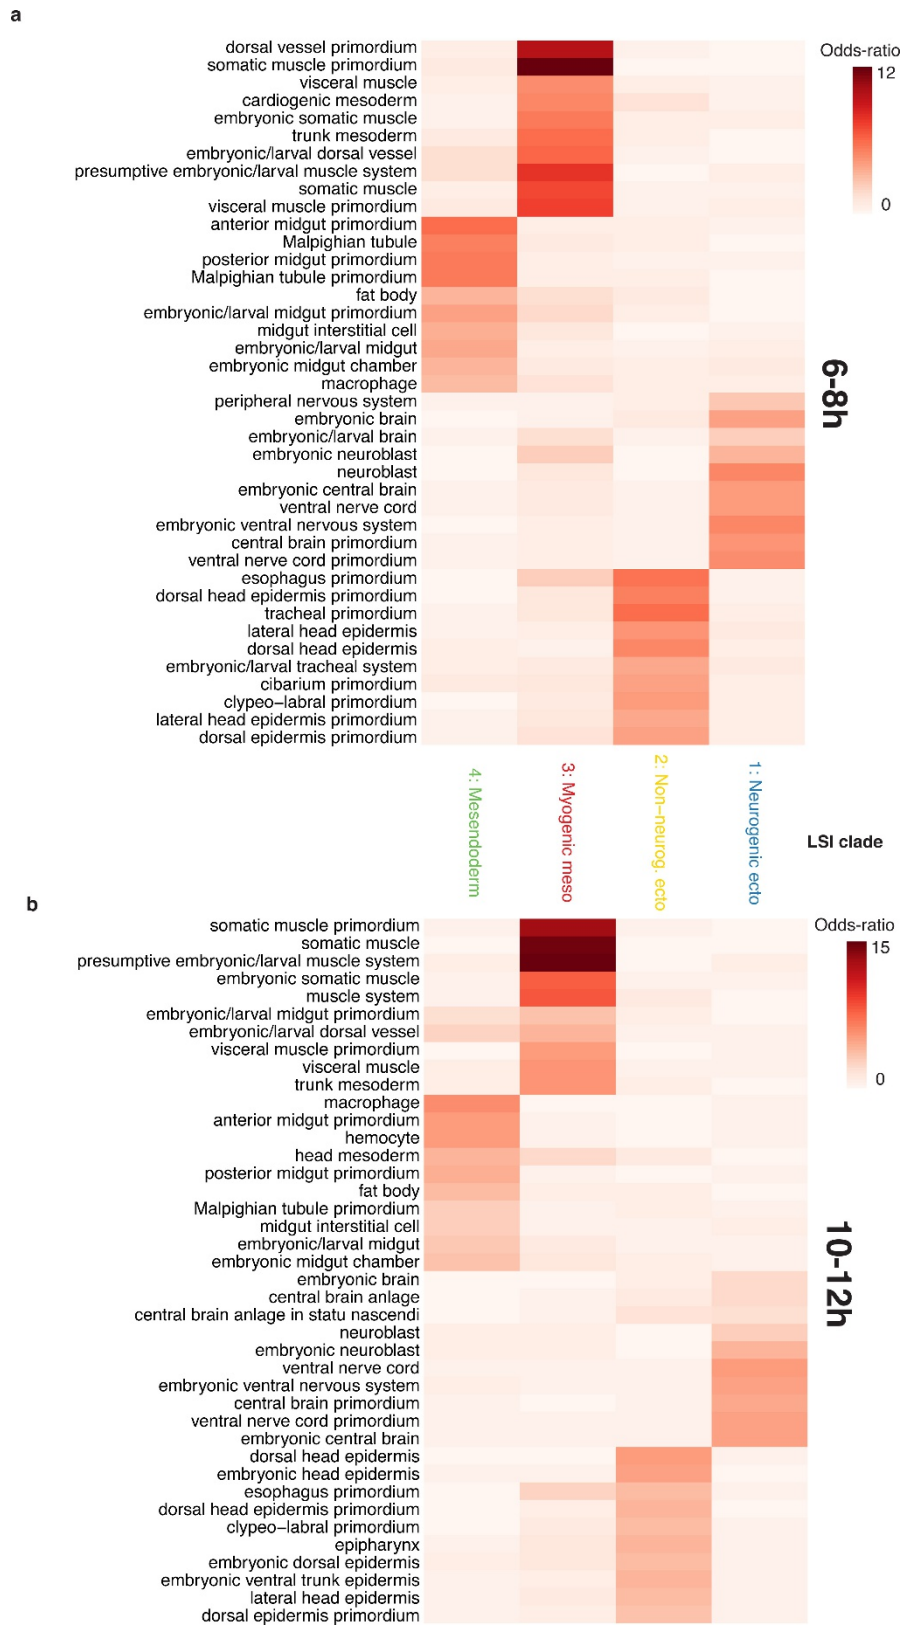 a
Odds-ratio
12
0
dorsal vessel primordium
somatic muscle primordium
visceral muscle
cardiogenic mesoderm
embryonic somatic muscle
trunk mesoderm
embryonic/larval dorsal vessel
presumptive embryonic/larval muscle system
somatic muscle
visceral muscle primordium
anterior midgut primordium
Malpighian tubule
posterior midgut primordium
Malpighian tubule primordium
fat body
embryonic/larval midgut primordium
midgut interstitial cell
embryonic/larval midgut
embryonic midgut chamber
macrophage
peripheral nervous system
embryonic brain
embryonic/larval brain
embryonic neuroblast
neuroblast
embryonic central brain
ventral nerve cord
embryonic ventral nervous system
central brain primordium
ventral nerve cord primordium
esophagus primordium
dorsal head epidermis primordium
tracheal primordium
lateral head epidermis
dorsal head epidermis
embryonic/larval tracheal system
cibarium primordium
clypeo−labral primordium
lateral head epidermis primordium
dorsal epidermis primordium
6-8h
4: Mesendoderm
3: Myogenic meso
2: Non−neurog. ecto
1: Neurogenic ecto
LSI clade
b
Odds-ratio
15
0
somatic muscle primordium
somatic muscle
presumptive embryonic/larval muscle system
embryonic somatic muscle
muscle system
embryonic/larval midgut primordium
embryonic/larval dorsal vessel
visceral muscle primordium
visceral muscle
trunk mesoderm
macrophage
anterior midgut primordium
hemocyte
head mesoderm
posterior midgut primordium
fat body
Malpighian tubule primordium
midgut interstitial cell
embryonic/larval midgut
embryonic midgut chamber
embryonic brain
central brain anlage
central brain anlage in statu nascendi
neuroblast
embryonic neuroblast
ventral nerve cord
embryonic ventral nervous system
central brain primordium
ventral nerve cord primordium
embryonic central brain
dorsal head epidermis
embryonic head epidermis
esophagus primordium
dorsal head epidermis primordium
clypeo−labral primordium
epipharynx
embryonic dorsal epidermis
embryonic ventral trunk epidermis
lateral head epidermis
dorsal epidermis primordium
10-12h